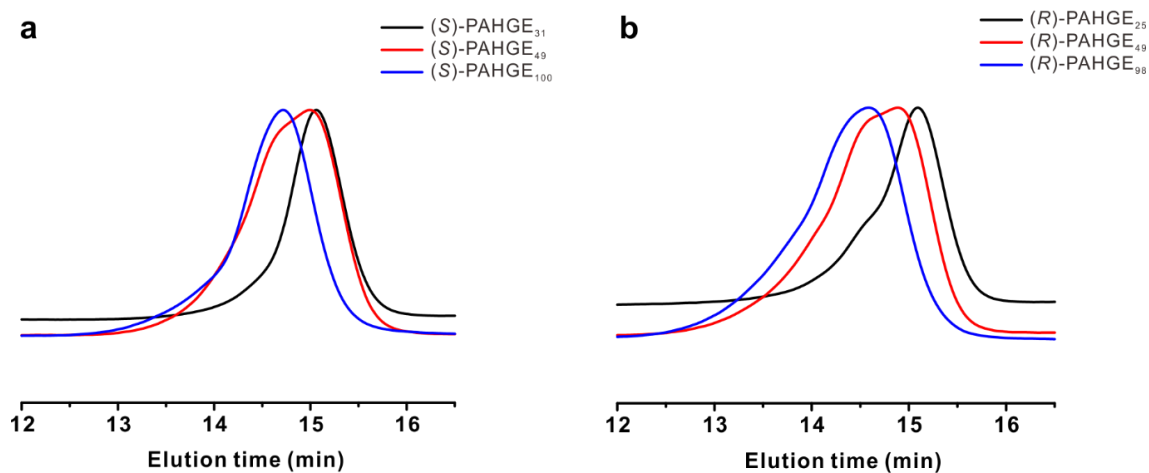 a
(S)-PAHGE31
(S)-PAHGE49
(S)-PAHGE100
12 13 14 15 16
Elution time (min)
b
(R)-PAHGE25
(R)-PAHGE49
(R)-PAHGE98
12 13 14 15 16
Elution time (min)